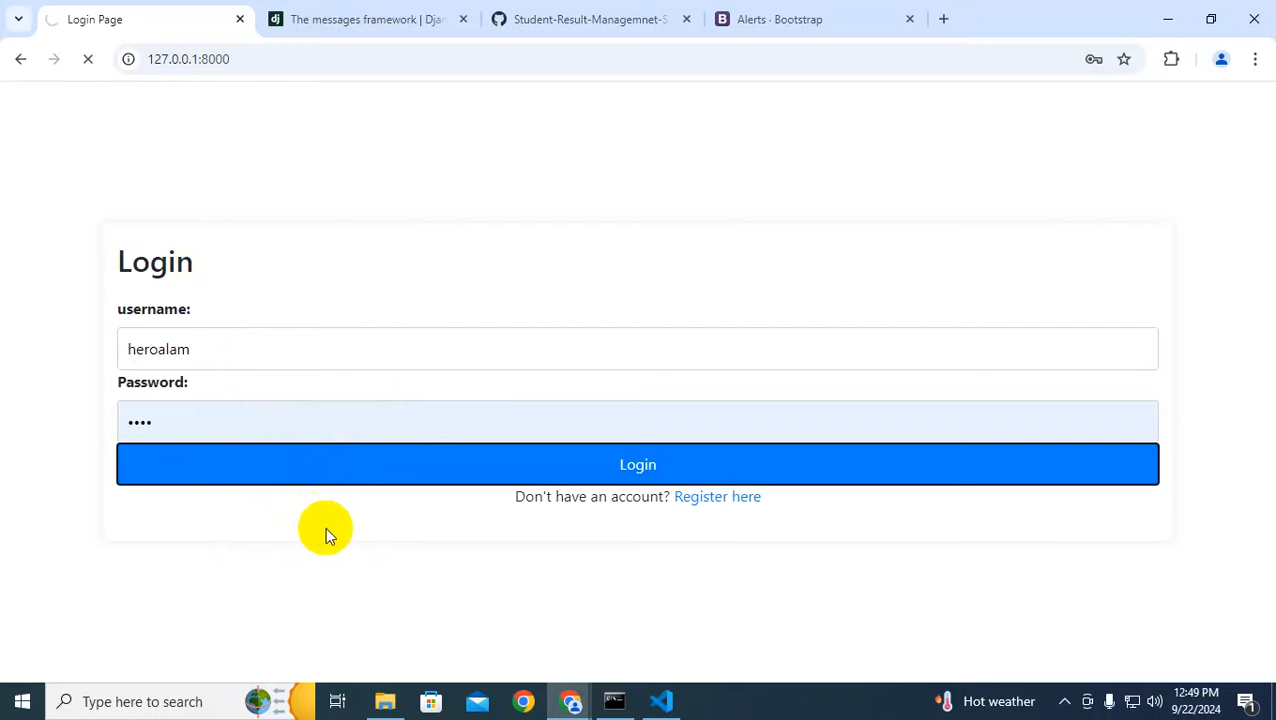 Login Page
The messages framework | Djan
Student-Result-Managemnet-S
Alerts · Bootstrap
127.0.0.1:8000
Login
username:
heroalam
Password:
••••
Login
Don't have an account? Register here
Type here to search
Hot weather
12:49 PM
9/22/2024
1